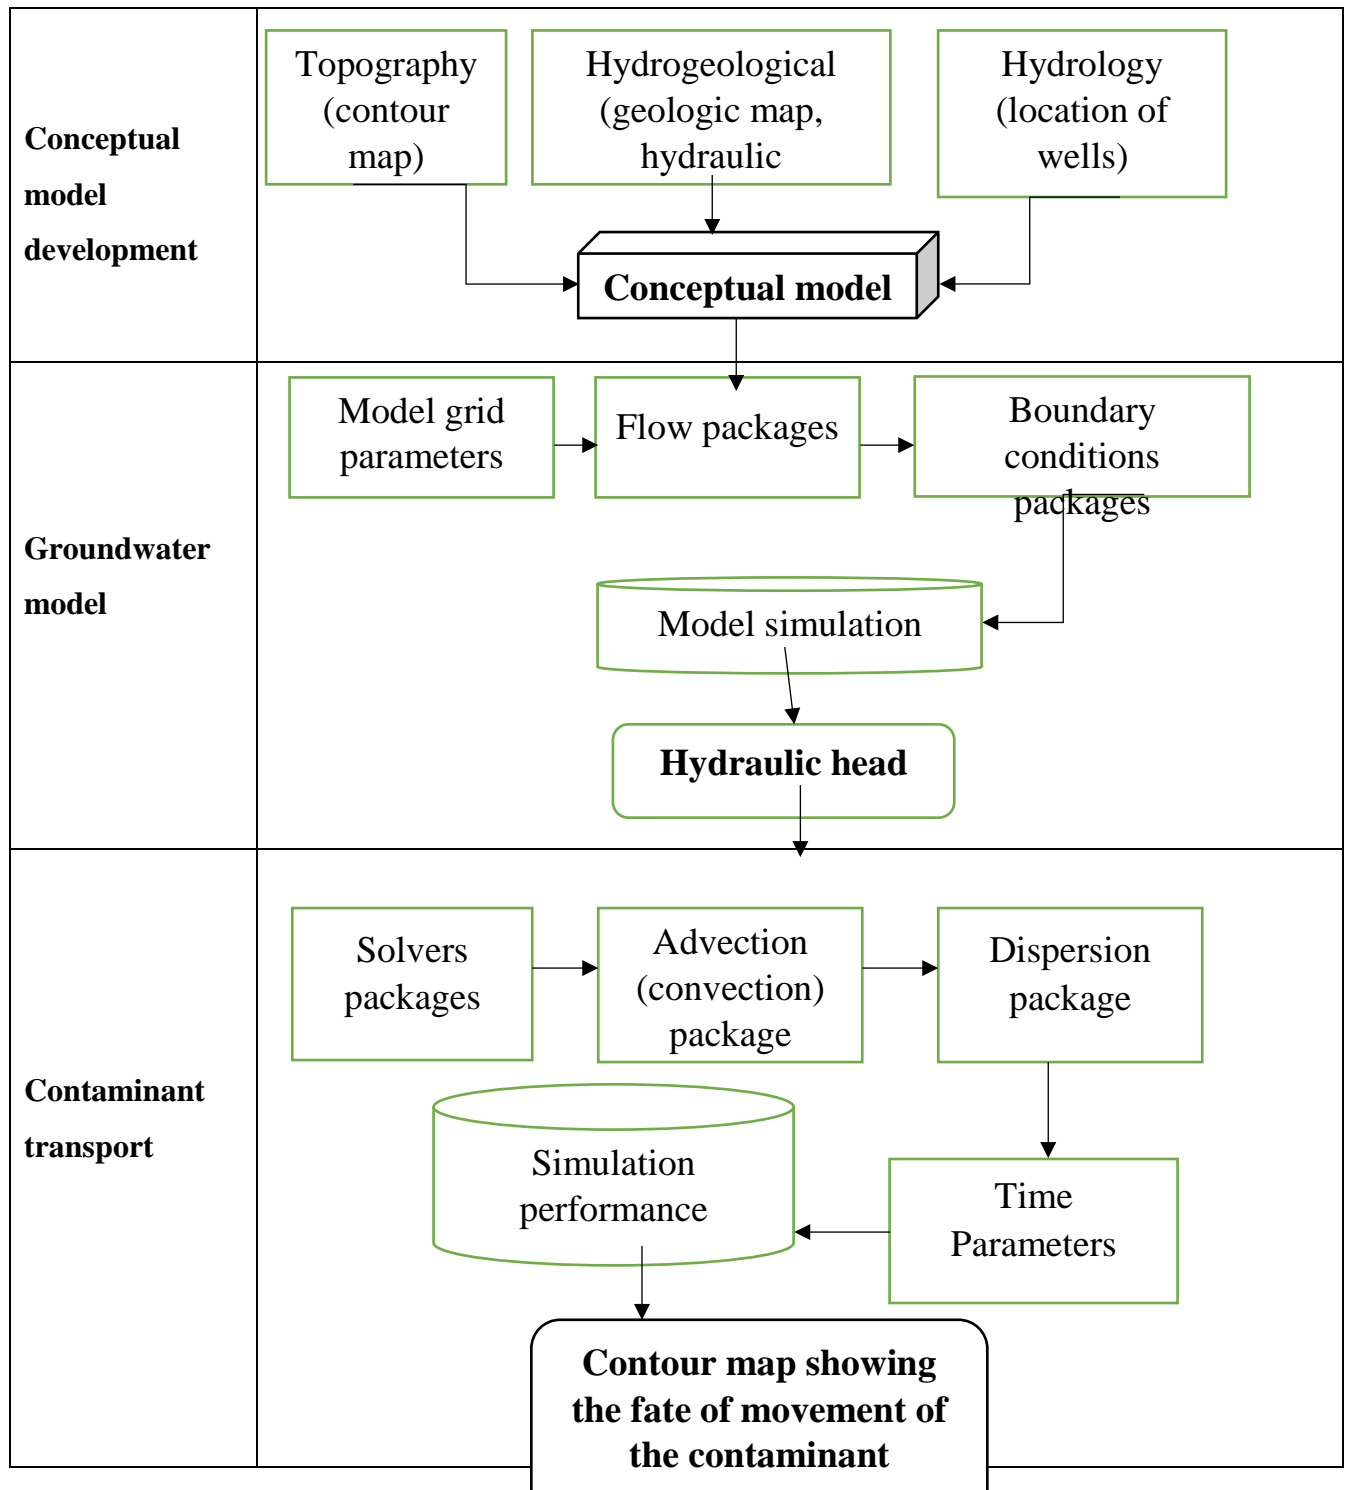 Conceptual
model
development
Topography
(contour
map)
Hydrogeological
(geologic map,
hydraulic
Hydrology
(location of
wells)
Conceptual model
Groundwater
model
Model grid
parameters
Flow packages
Boundary
conditions
packages
Model simulation
Hydraulic head
Contaminant
transport
Solvers
packages
Advection
(convection)
package
Dispersion
package
Time
Parameters
Simulation
performance
Contour map showing
the fate of movement of
the contaminant